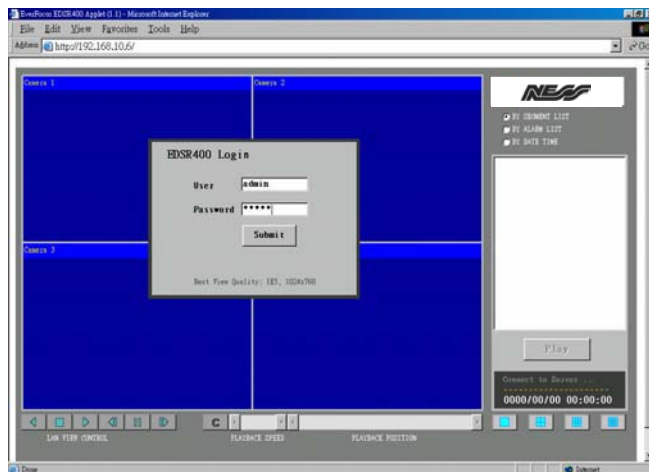 EverFocus EDSR400 Applet (1.1) - Microsoft Internet Explorer
File Edit View Favorites Tools Help
Address http://192.168.10.6/
Camera 1
Camera 2
NESS
BY SEGMENT LIST
BY ALARM LIST
BY DATE TIME
EDSR400 Login
User admin
Password *****
Submit
Best View Quality: IE5, 1024x768
Camera 3
Play
Connect to Server ...
0000/00/00 00:00:00
C
LAN VIEW CONTROL
PLAYBACK SPEED
PLAYBACK POSITION
Done
Internet